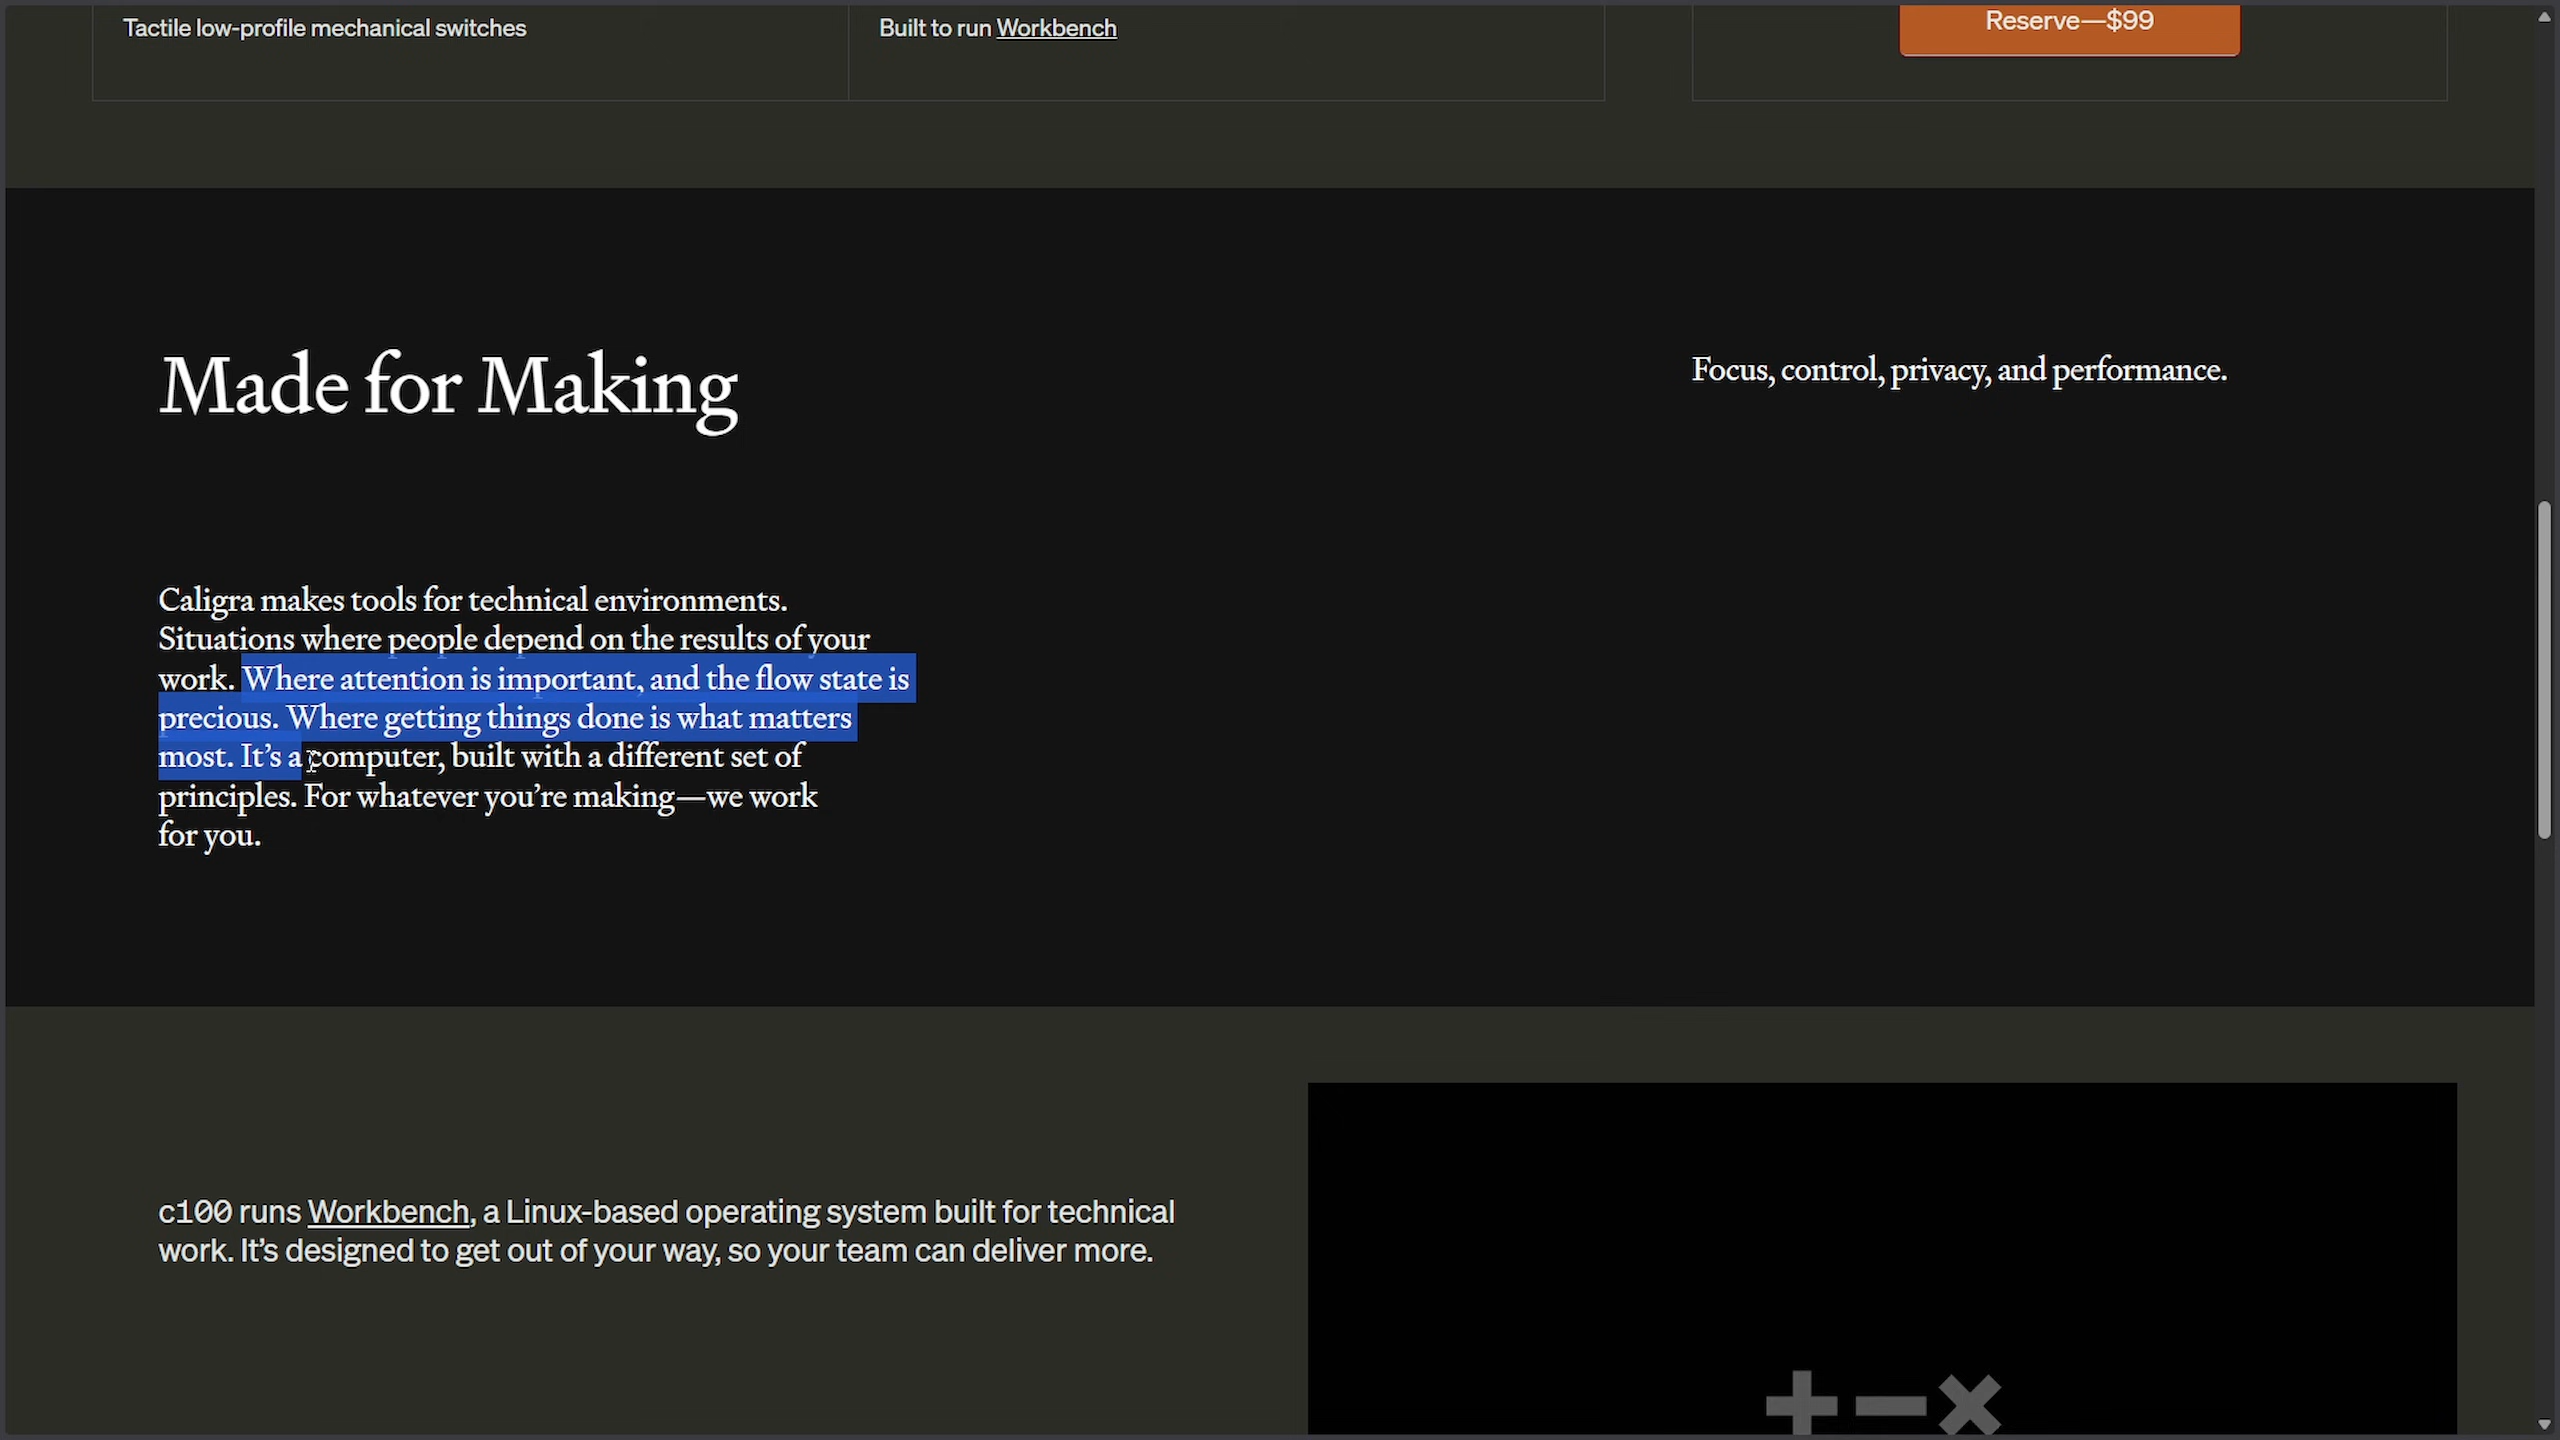 Tactile low-profile mechanical switches
Built to run Workbench
Reserve—$99
Made for Making
Focus, control, privacy, and performance.
Caligra makes tools for technical environments.
Situations where people depend on the results of your
work. Where attention is important, and the flow state is
precious. Where getting things done is what matters
most. It’s a computer, built with a different set of
principles. For whatever you’re making—we work
for you.
c100 runs Workbench, a Linux-based operating system built for technical
work. It’s designed to get out of your way, so your team can deliver more.